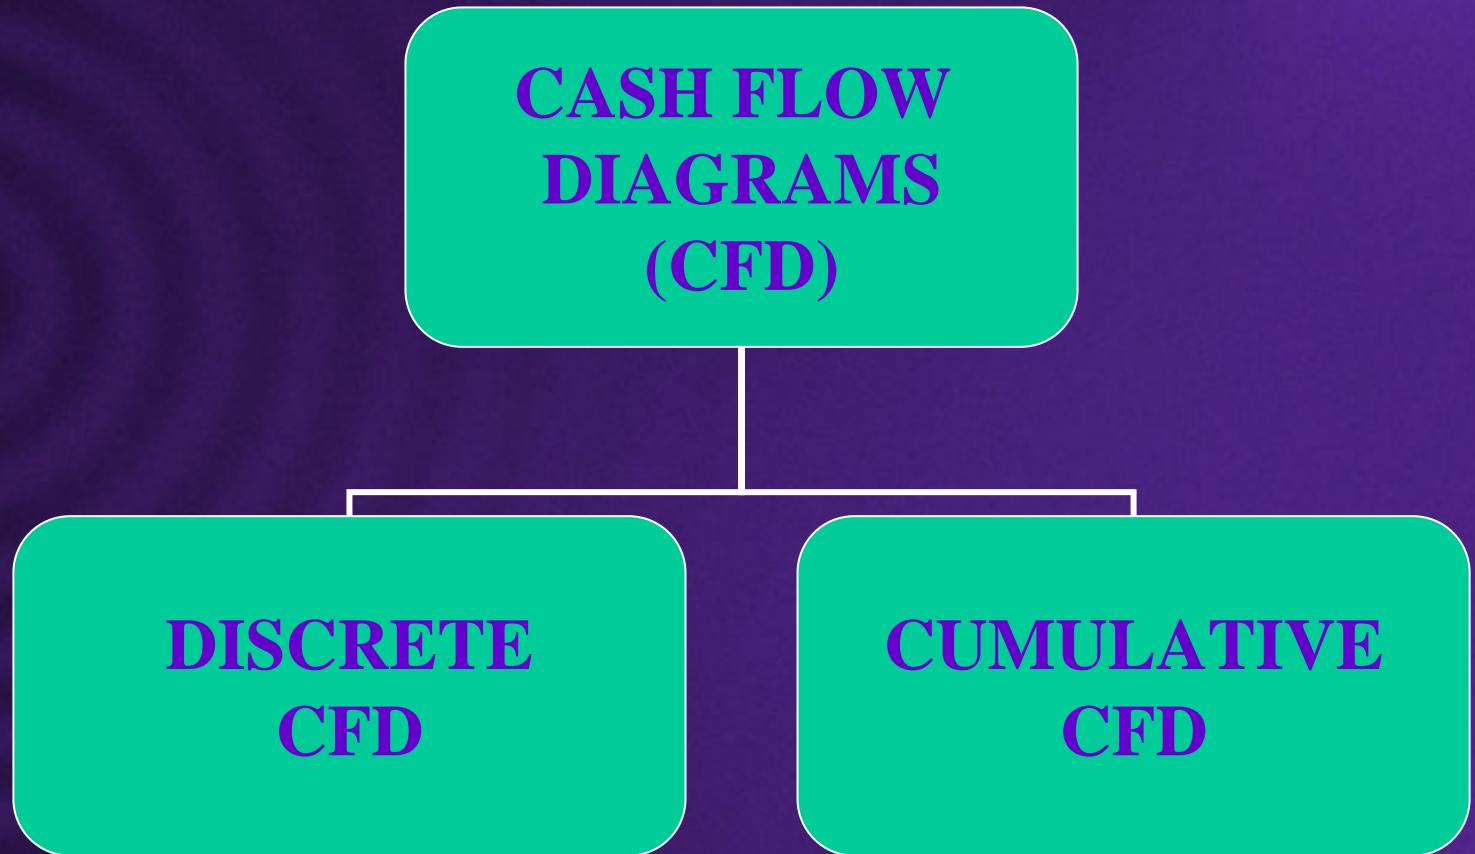 CASH FLOW
DIAGRAMS
(CFD)
DISCRETE
CFD
CUMULATIVE
CFD